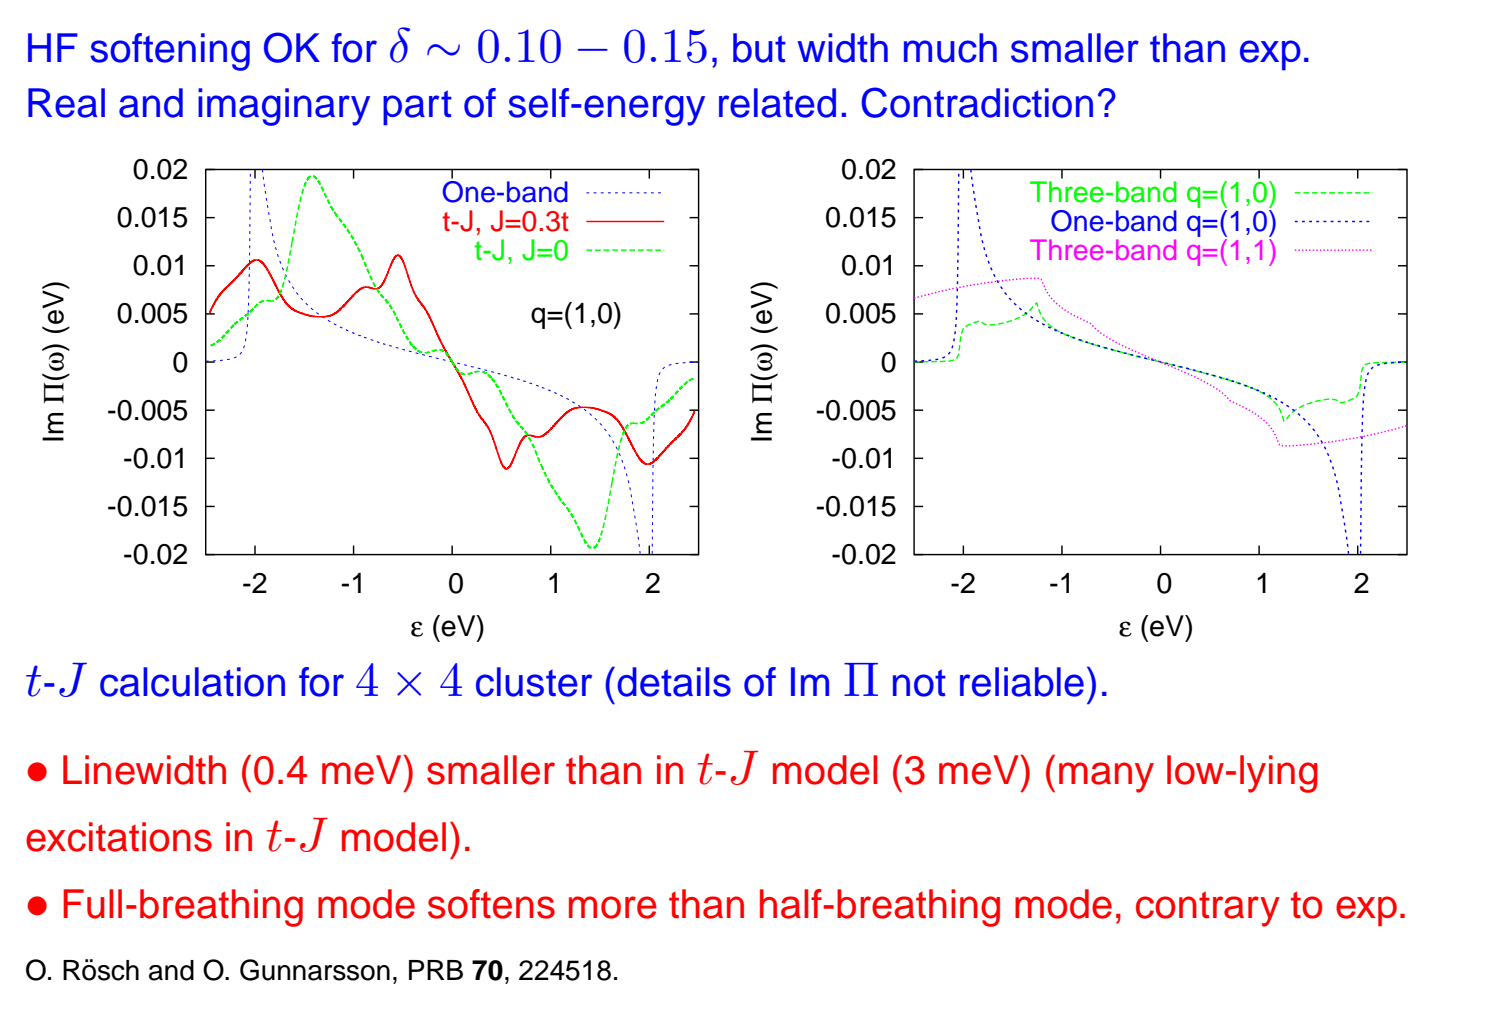 HF softening OK for δ ∼ 0.10 − 0.15, but width much smaller than exp.
Real and imaginary part of self-energy related. Contradiction?
0.02
0.015
0.01
0.005
0
-0.005
-0.01
-0.015
-0.02
-2
-1
0
1
2
Im Π(ω) (eV)
ε (eV)
One-band
t-J, J=0.3t
t-J, J=0
q=(1,0)
0.02
0.015
0.01
0.005
0
-0.005
-0.01
-0.015
-0.02
-2
-1
0
1
2
Im Π(ω) (eV)
ε (eV)
Three-band q=(1,0)
One-band q=(1,0)
Three-band q=(1,1)
t-J calculation for 4 × 4 cluster (details of Im Π not reliable).
● Linewidth (0.4 meV) smaller than in t-J model (3 meV) (many low-lying
excitations in t-J model).
● Full-breathing mode softens more than half-breathing mode, contrary to exp.
O. Rösch and O. Gunnarsson, PRB 70, 224518.